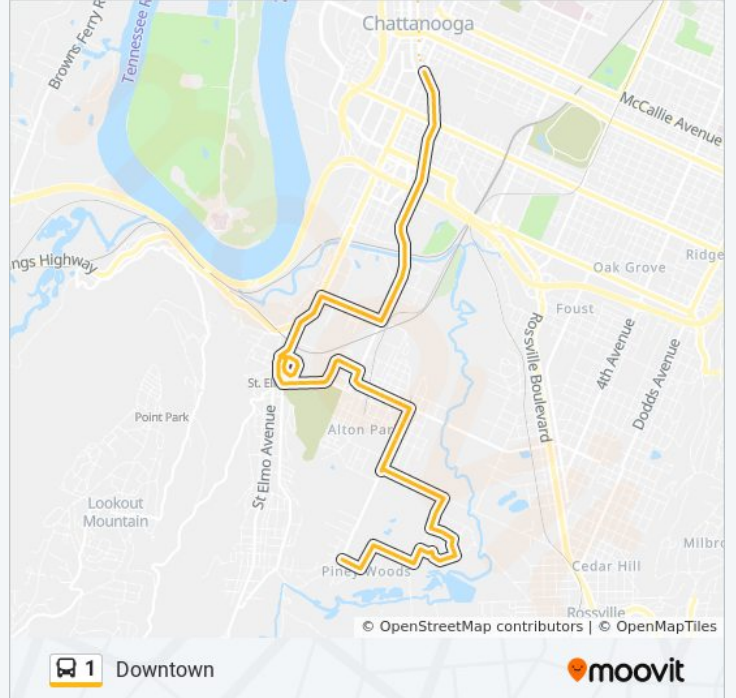 Chattanooga
Browns Ferry R
Tennessee R
McCallie Avenue
ngs Highway
Oak Grove
Ridge
Foust
Rossville Boulevard
4th Avenue
Dodds Avenue
St. El
Point Park
St Elmo Avenue
Alton Par
Lookout
Mountain
Milbro
Piney Woods
Cedar Hill
Rossville
© OpenStreetMap contributors | © OpenMapTiles
1 Downtown
moovit